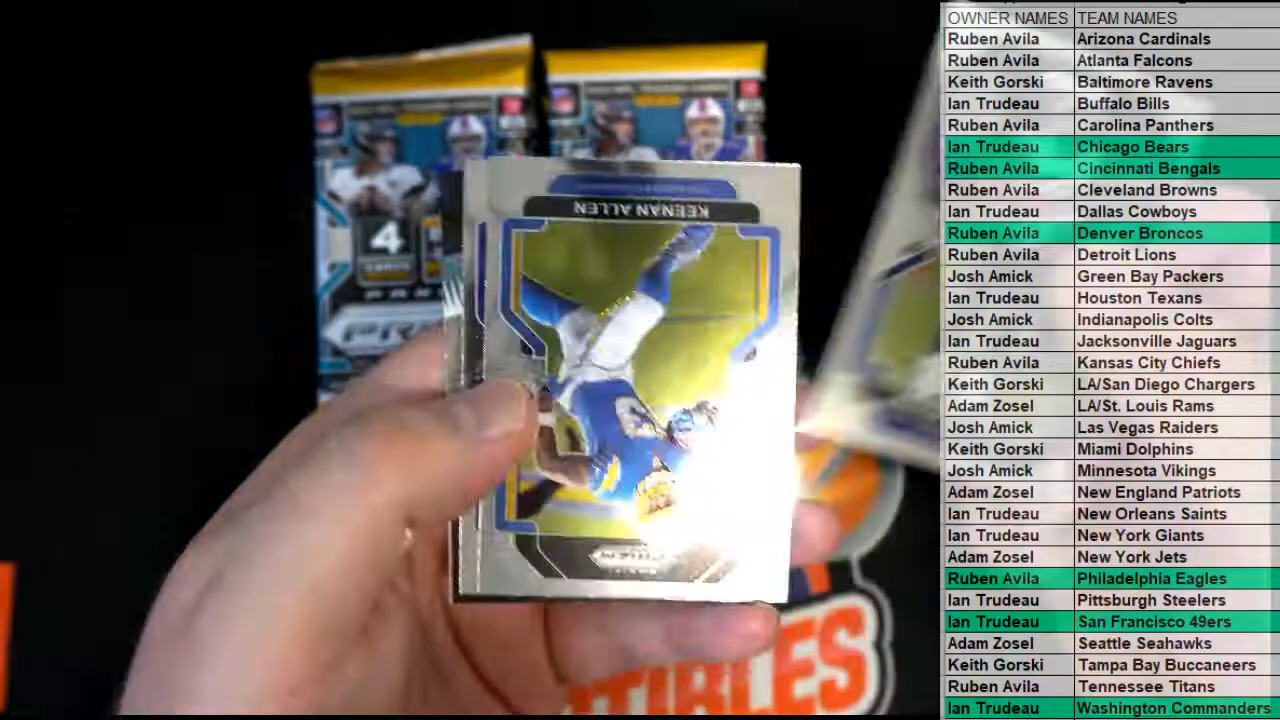 OWNER NAMES TEAM NAMES
Ruben Avila Arizona Cardinals
Ruben Avila Atlanta Falcons
Keith Gorski Baltimore Ravens
Ian Trudeau Buffalo Bills
Ruben Avila Carolina Panthers
Ian Trudeau Chicago Bears
Ruben Avila Cincinnati Bengals
Ruben Avila Cleveland Browns
Ian Trudeau Dallas Cowboys
Ruben Avila Denver Broncos
Ruben Avila Detroit Lions
Josh Amick Green Bay Packers
Ian Trudeau Houston Texans
Josh Amick Indianapolis Colts
Ian Trudeau Jacksonville Jaguars
Ruben Avila Kansas City Chiefs
Keith Gorski LA/San Diego Chargers
Adam Zosel LA/St. Louis Rams
Josh Amick Las Vegas Raiders
Keith Gorski Miami Dolphins
Josh Amick Minnesota Vikings
Adam Zosel New England Patriots
Ian Trudeau New Orleans Saints
Ian Trudeau New York Giants
Adam Zosel New York Jets
Ruben Avila Philadelphia Eagles
Ian Trudeau Pittsburgh Steelers
Ian Trudeau San Francisco 49ers
Adam Zosel Seattle Seahawks
Keith Gorski Tampa Bay Buccaneers
Ruben Avila Tennessee Titans
Ian Trudeau Washington Commanders
KEENAN ALLEN
4